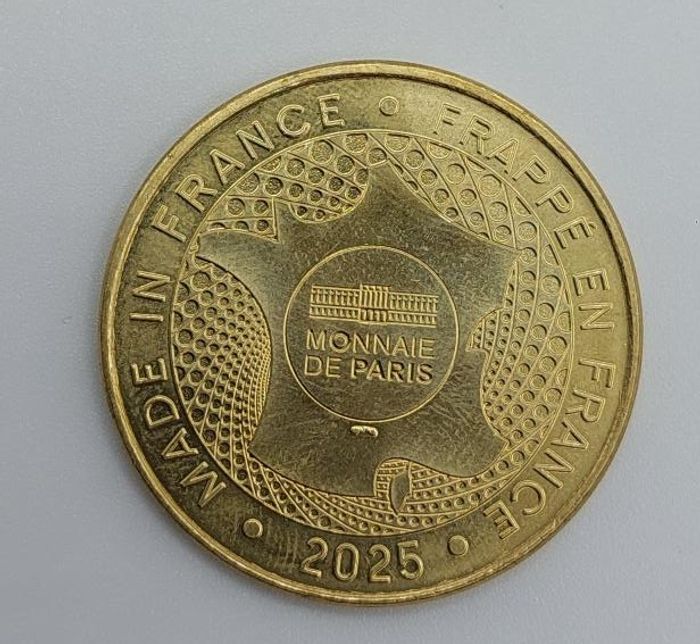 MADE IN FRANCE • FRAPPÉ EN FRANCE
MONNAIE
DE PARIS
• 2025 •